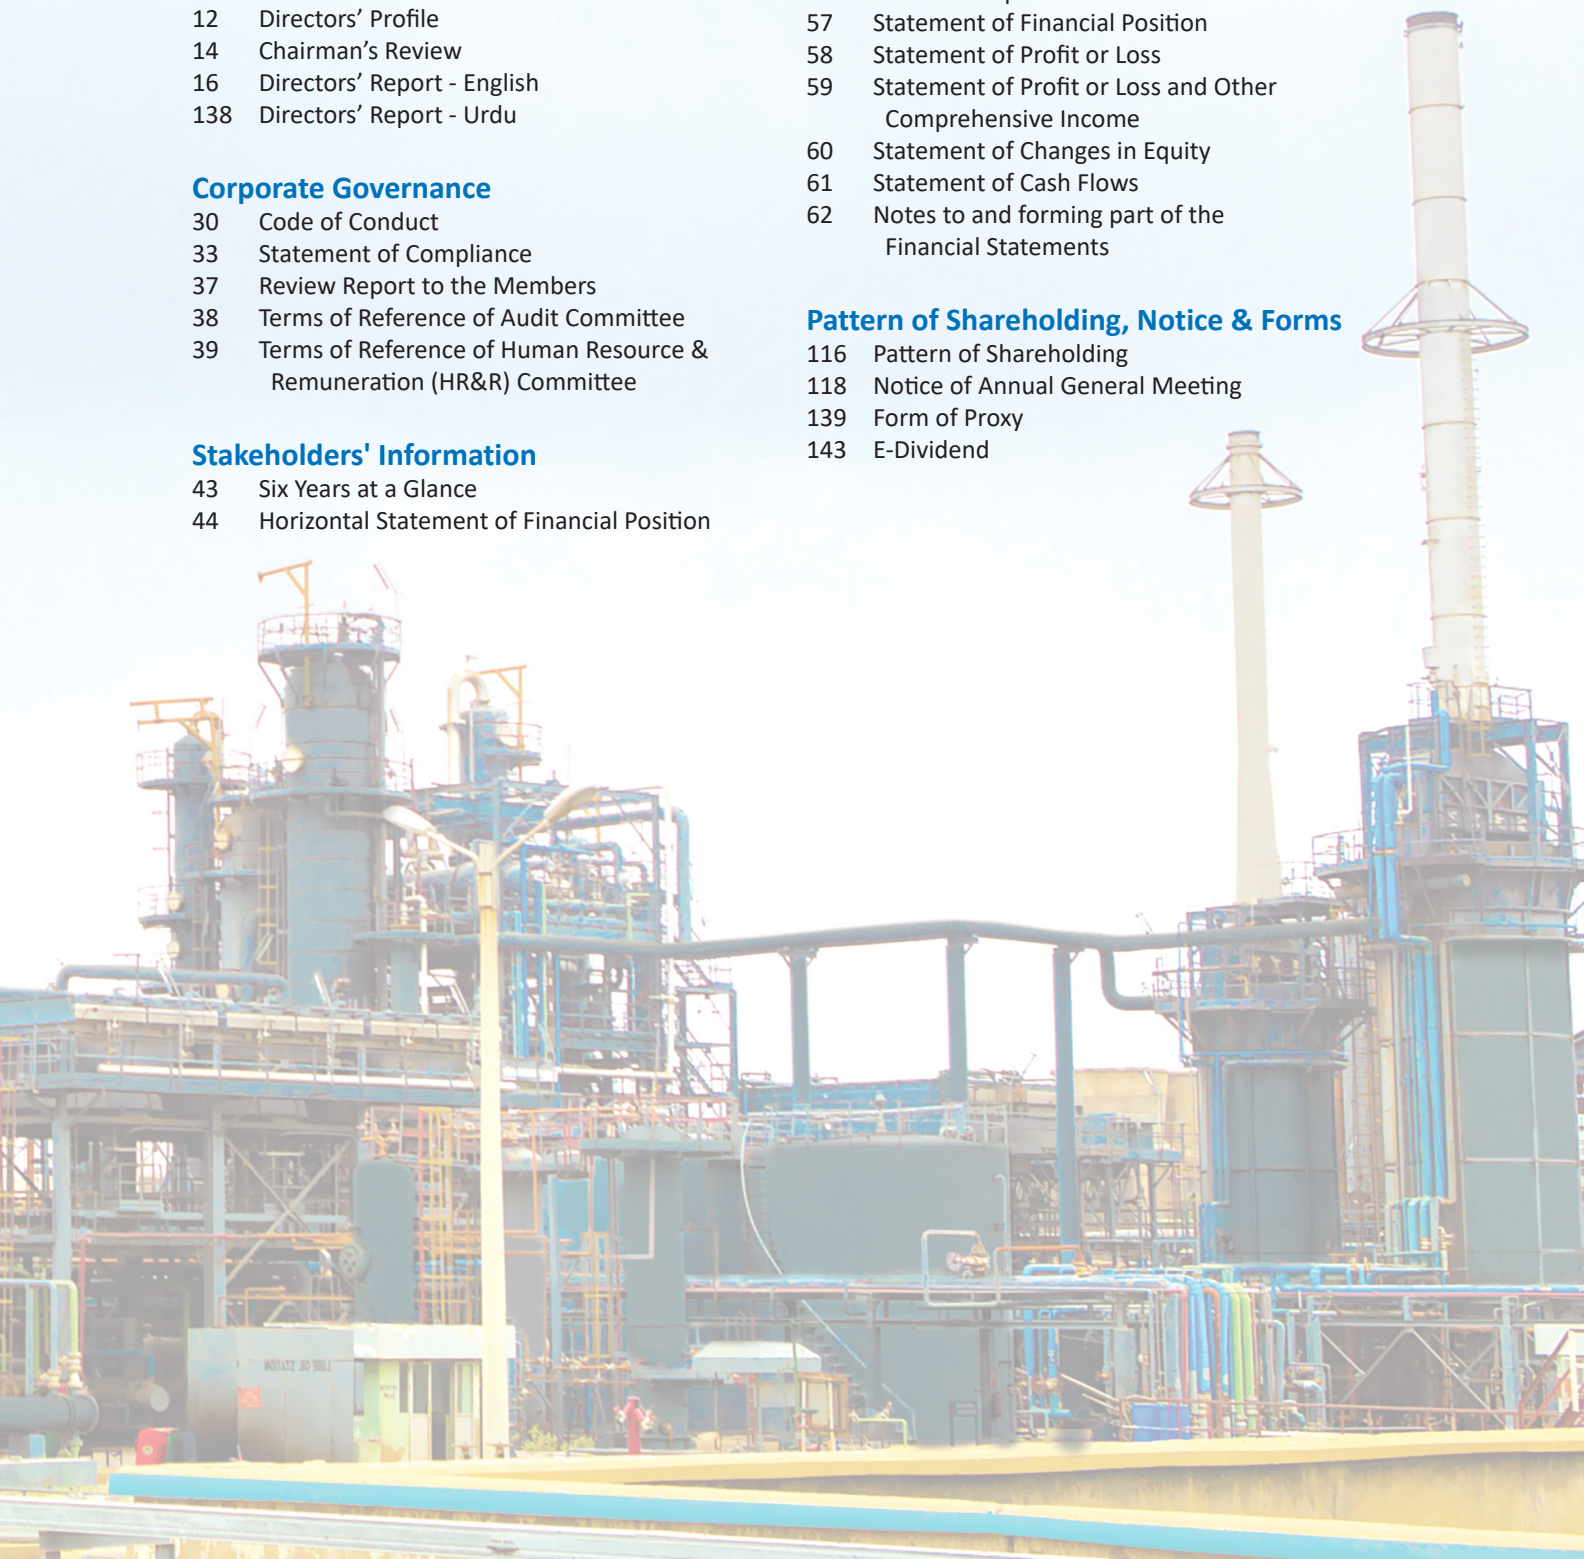 12 Directors’ Profile
14 Chairman’s Review
16 Directors’ Report - English
138 Directors’ Report - Urdu
Corporate Governance
30 Code of Conduct
33 Statement of Compliance
37 Review Report to the Members
38 Terms of Reference of Audit Committee
39 Terms of Reference of Human Resource &
Remuneration (HR&R) Committee
Stakeholders' Information
43 Six Years at a Glance
44 Horizontal Statement of Financial Position
57 Statement of Financial Position
58 Statement of Profit or Loss
59 Statement of Profit or Loss and Other
Comprehensive Income
60 Statement of Changes in Equity
61 Statement of Cash Flows
62 Notes to and forming part of the
Financial Statements
Pattern of Shareholding, Notice & Forms
116 Pattern of Shareholding
118 Notice of Annual General Meeting
139 Form of Proxy
143 E-Dividend
LUBE OIL STATION